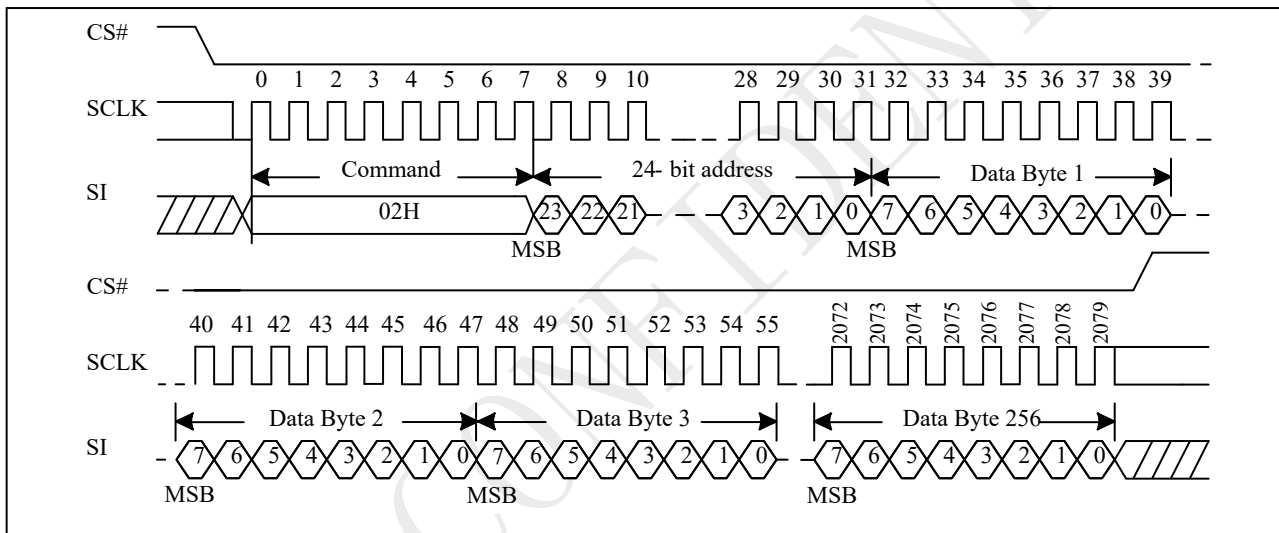 CS#
0 1 2 3 4 5 6 7 8 9 10 28 29 30 31 32 33 34 35 36 37 38 39
SCLK
Command 24- bit address Data Byte 1
SI
02H 23 22 21 3 2 1 0 7 6 5 4 3 2 1 0
MSB MSB
CS#
40 41 42 43 44 45 46 47 48 49 50 51 52 53 54 55 2072 2073 2074 2075 2076 2077 2078 2079
SCLK
Data Byte 2 Data Byte 3 Data Byte 256
SI
7 6 5 4 3 2 1 0 7 6 5 4 3 2 1 0 7 6 5 4 3 2 1 0
MSB MSB MSB
CONFIDENT